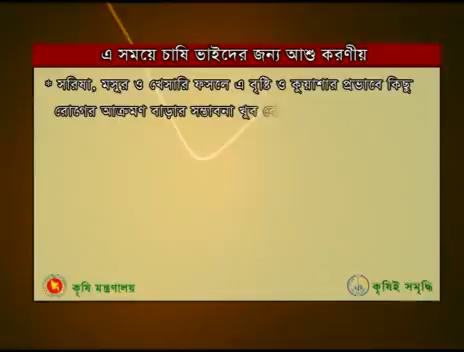 এ সময়ে চাষি ভাইদের জন্য আশু করণীয়
* সরিষা, মসুর ও খেসারি ফসলে এ বৃষ্টি ও কুয়াশার প্রভাবে কিছু
রোগের আক্রমণ বাড়ার সম্ভাবনা খুব
কৃষি মন্ত্রণালয়
কৃষিই সমৃদ্ধি